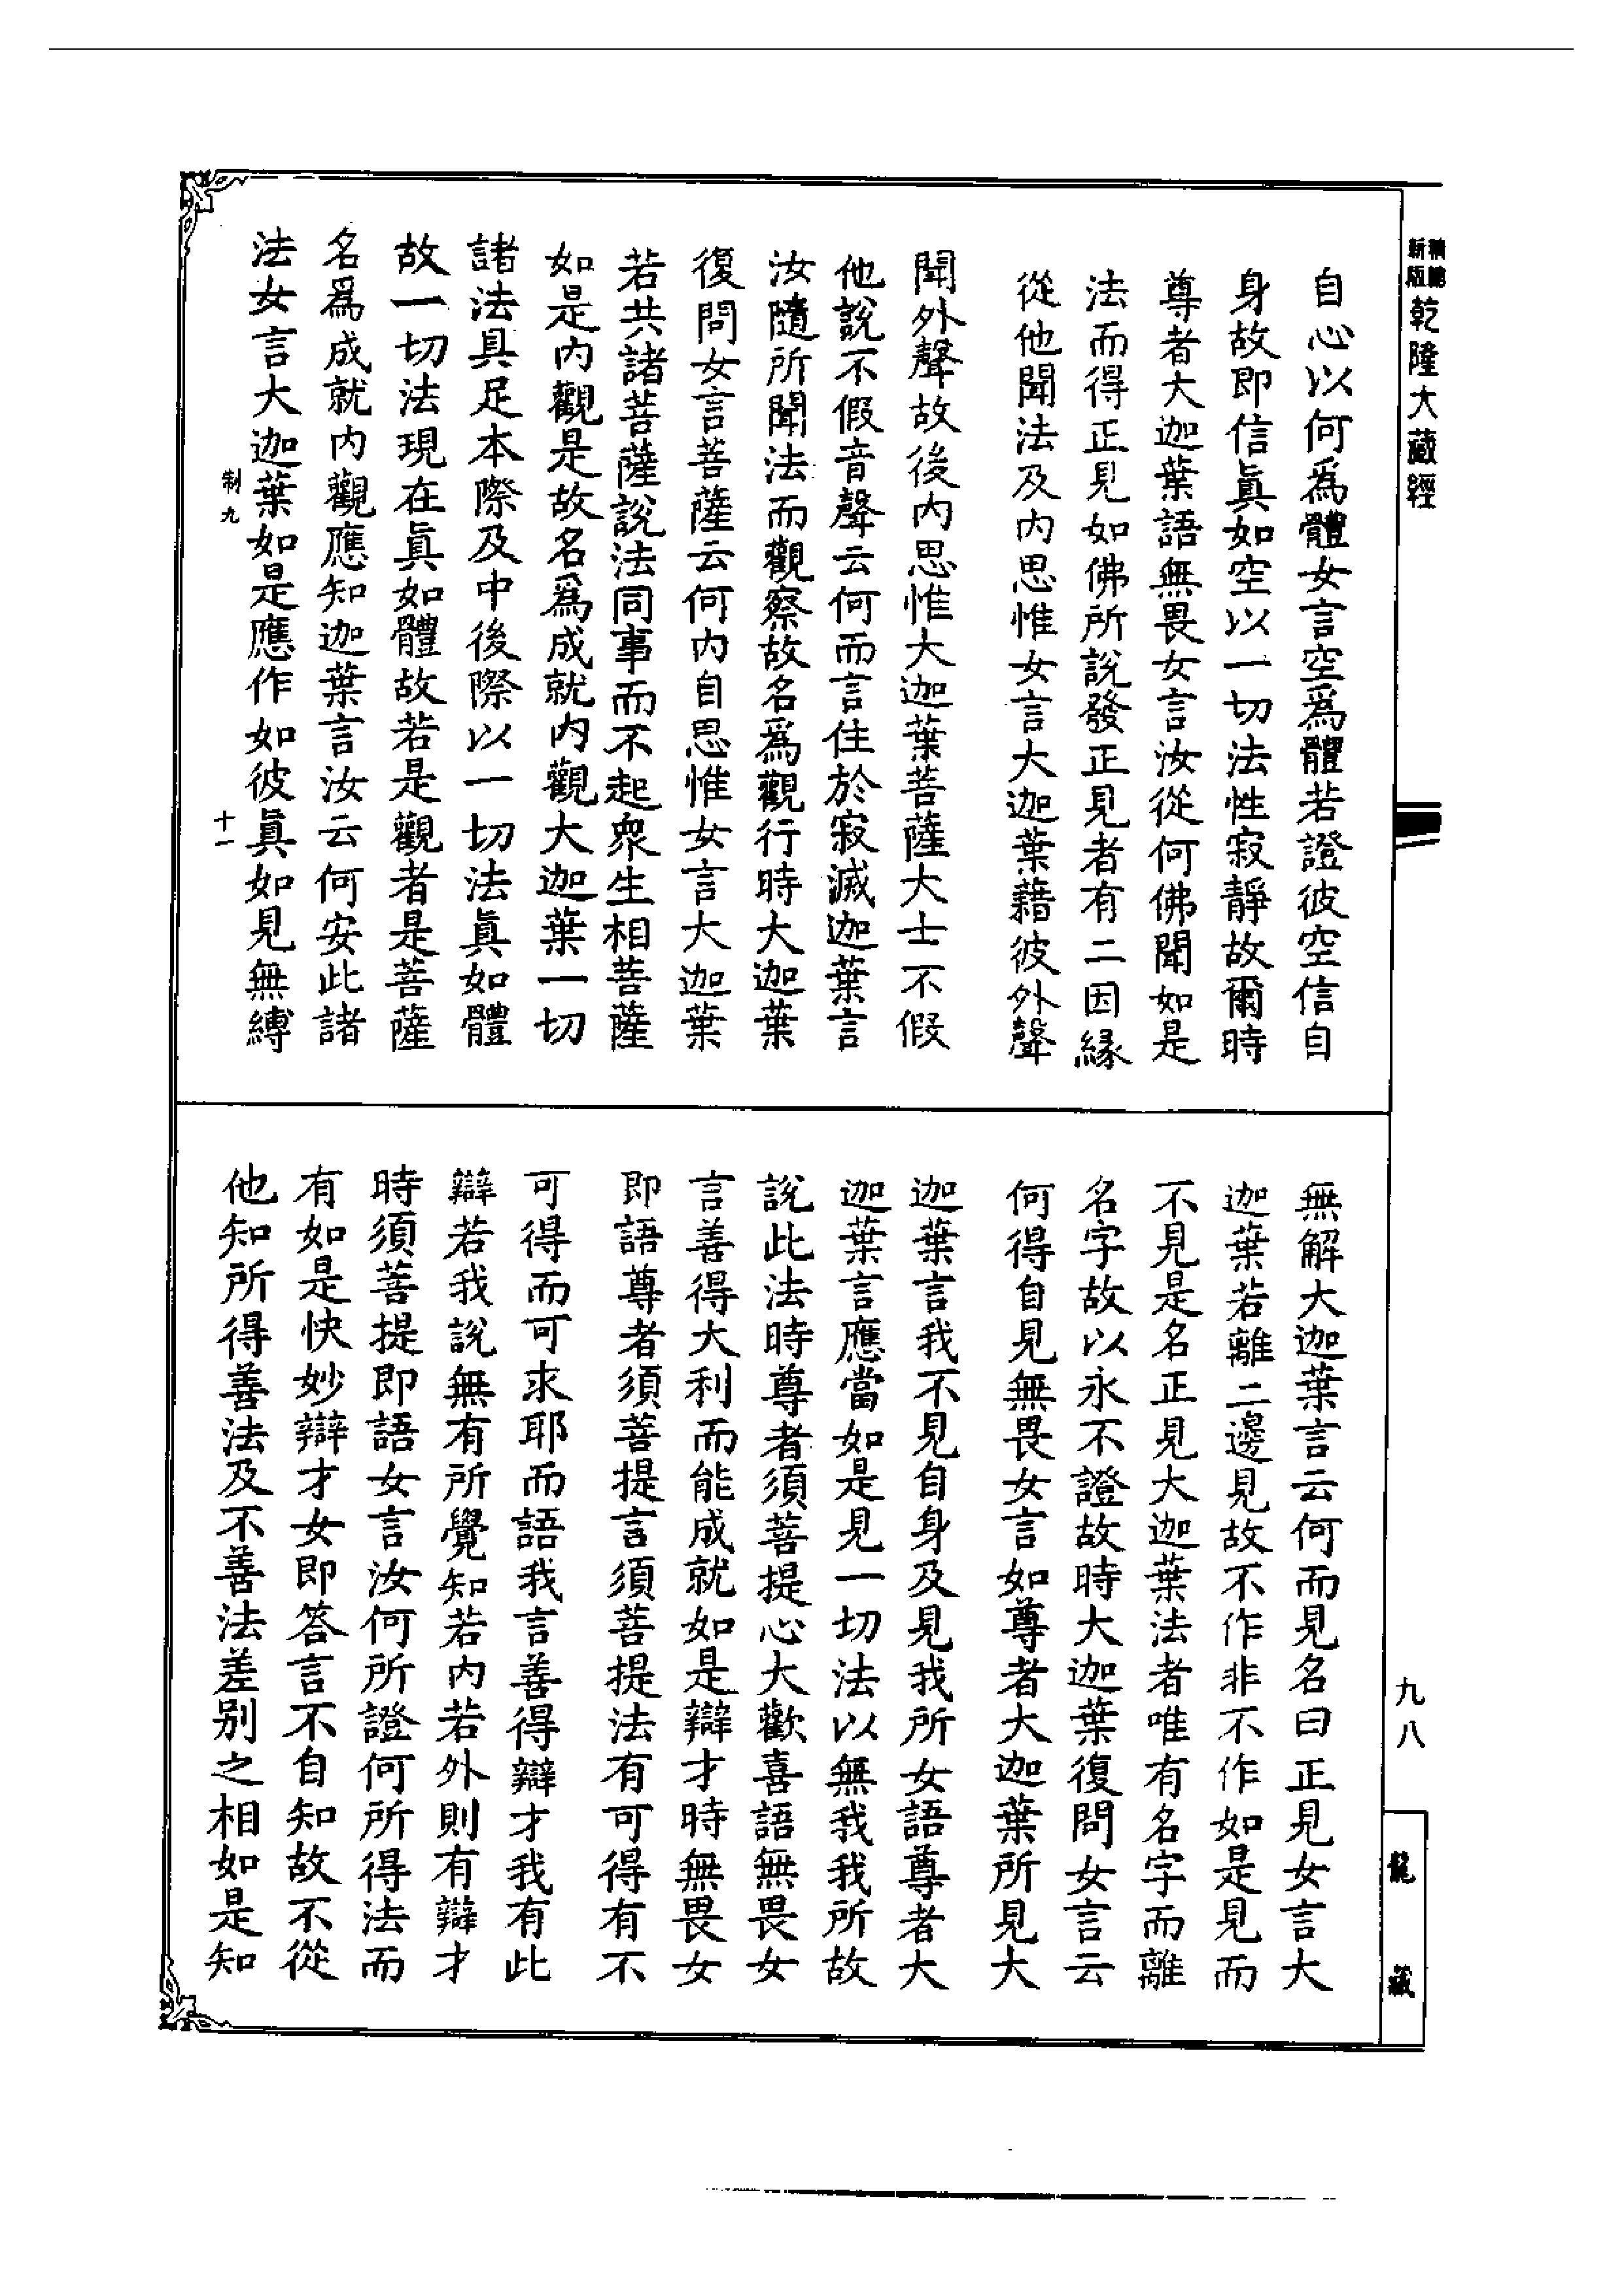 新版
精縮
乾隆大藏經
自心以何爲體女言空爲體若證彼空信自
身故即信眞如空以一切法性寂靜故爾時
尊者大迦葉語無畏女言汝從何佛聞如是
法而得正見如佛所說發正見者有二因緣
從他聞法及內思惟女言大迦葉藉彼外聲
聞外聲故後內思惟大迦葉菩薩大士不假
他說不假音聲云何而言住於寂滅迦葉言
汝隨所聞法而觀察故名爲觀行時大迦葉
復問女言菩薩云何內自思惟女言大迦葉
若共諸菩薩說法同事而不起衆生相菩薩
如是內觀是故名爲成就內觀大迦葉一切
諸法具足本際及中後際以一切法眞如體
故一切法現在眞如體故若是觀者是菩薩
名爲成就內觀應知迦葉言汝云何安此諸
法女言大迦葉如是應作如彼眞如見無縛
制九
十一
無解大迦葉言云何而見名曰正見女言大
迦葉若離二邊見故不作非不作如是見而
不見是名正見大迦葉法者唯有名字而離
名字故以永不證故時大迦葉復問女言云
何得自見無畏女言如尊者大迦葉所見大
迦葉言我不見自身及見我所女語尊者大
迦葉言應當如是見一切法以無我我所故
說此法時尊者須菩提心大歡喜語無畏女
言善得大利而能成就如是辯才時無畏女
即語尊者須菩提言須菩提法有可得有不
可得而可求耶而語我言善得辯才我有此
辯若我說無有所覺知若內若外則有辯才
時須菩提即語女言汝何所證何所得法而
有如是快妙辯才女即答言不自知故不從
他知所得善法及不善法差別之相如是知
九八
龍藏